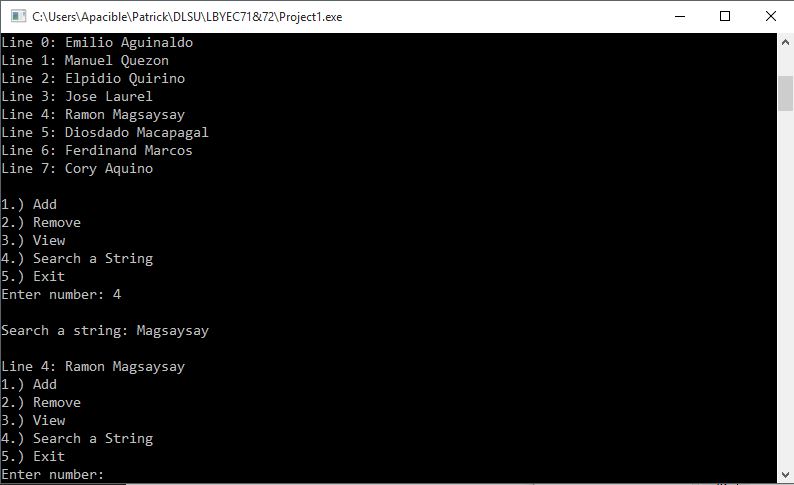 C:\Users\Apacible\Patrick\DLSU\LBYEC71&72\Project1.exe
Line 0: Emilio Aguinaldo
Line 1: Manuel Quezon
Line 2: Elpidio Quirino
Line 3: Jose Laurel
Line 4: Ramon Magsaysay
Line 5: Diosdado Macapagal
Line 6: Ferdinand Marcos
Line 7: Cory Aquino
1.) Add
2.) Remove
3.) View
4.) Search a String
5.) Exit
Enter number: 4
Search a string: Magsaysay
Line 4: Ramon Magsaysay
1.) Add
2.) Remove
3.) View
4.) Search a String
5.) Exit
Enter number: